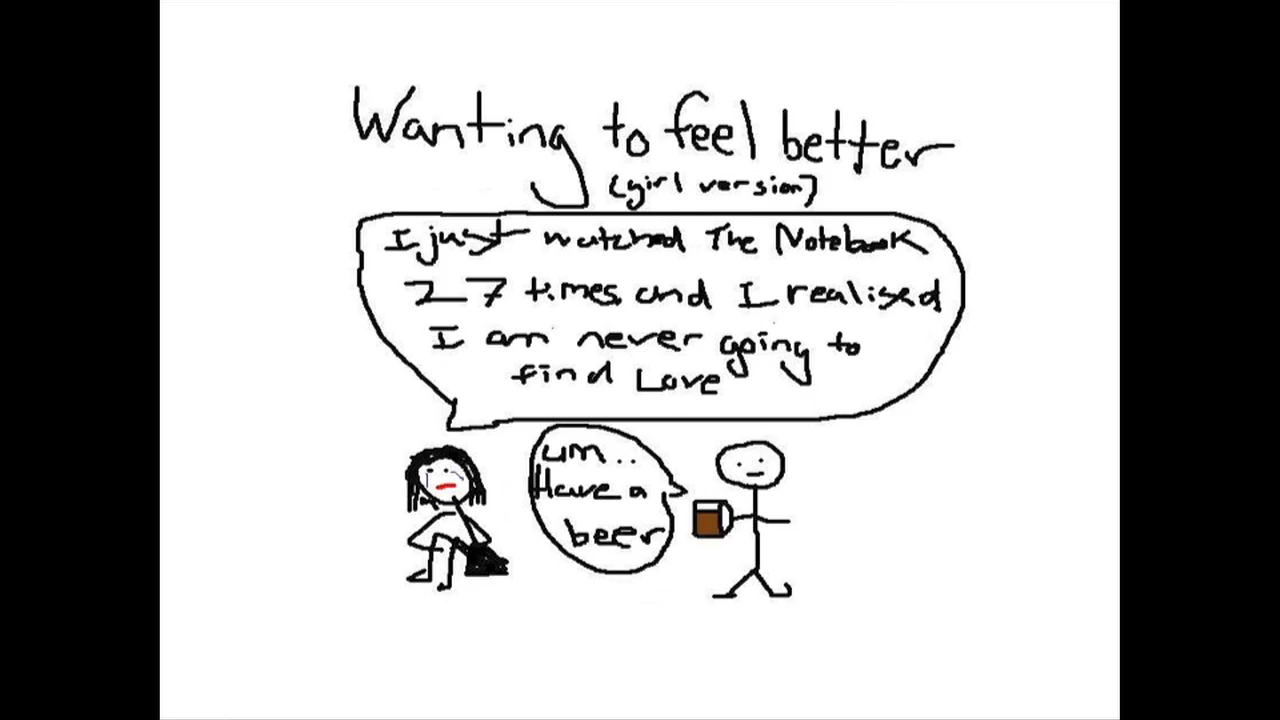 Wanting to feel better
(girl version)
I just watched The Notebook
27 times and I realised
I am never going to
find Love
um..
Have a
beer